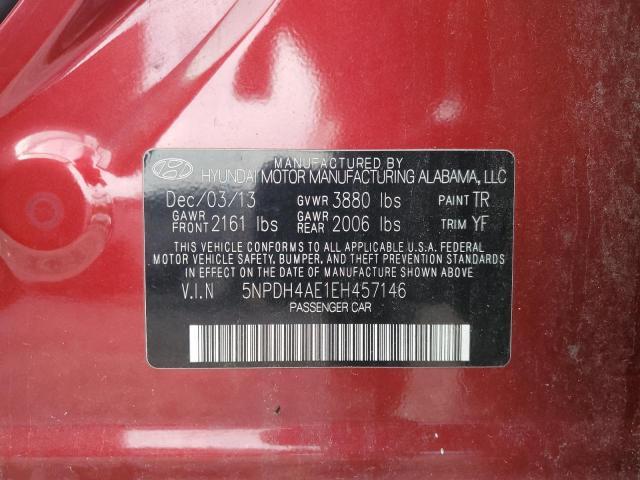 MANUFACTURED BY
HYUNDAI MOTOR MANUFACTURING ALABAMA, LLC
Dec/03/13 GVWR 3880 lbs PAINT TR
GAWR FRONT 2161 lbs GAWR REAR 2006 lbs TRIM YF
THIS VEHICLE CONFORMS TO ALL APPLICABLE U.S.A. FEDERAL
MOTOR VEHICLE SAFETY, BUMPER, AND THEFT PREVENTION STANDARDS
IN EFFECT ON THE DATE OF MANUFACTURE SHOWN ABOVE.
V.I.N 5NPDH4AE1EH457146
PASSENGER CAR